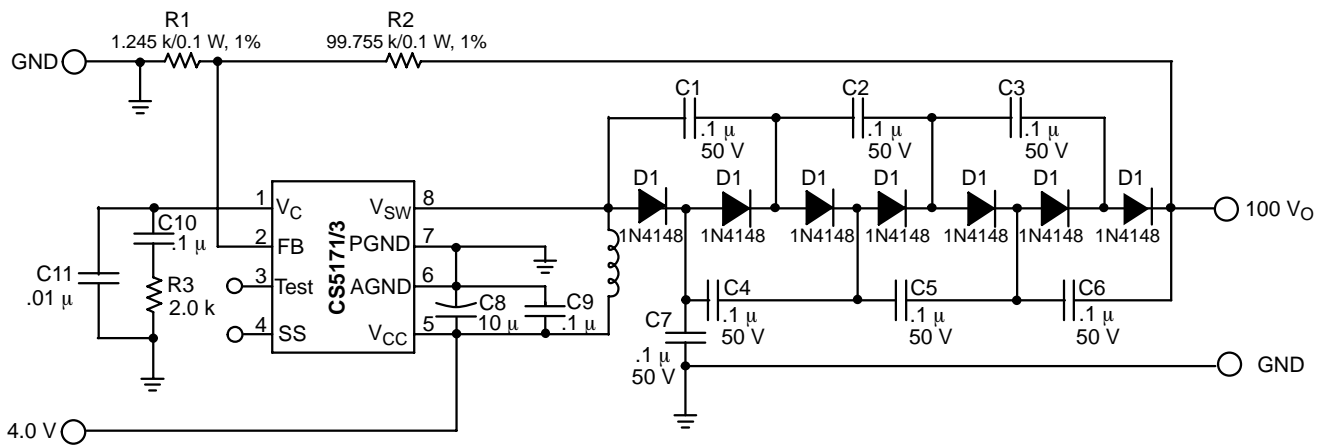 R1
1.245 k/0.1 W, 1%
R2
99.755 k/0.1 W, 1%
GND
C1
.1 μ
50 V
C2
.1 μ
50 V
C3
.1 μ
50 V
D1
1N4148
D1
1N4148
D1
1N4148
D1
1N4148
D1
1N4148
D1
1N4148
D1
1N4148
100 VO
1
VC
2
FB
3
Test
4
SS
CS5171/3
VSW
8
PGND
7
AGND
6
VCC
5
C10
.1 μ
C11
.01 μ
R3
2.0 k
C8
10 μ
C9
.1 μ
C4
.1 μ
50 V
C5
.1 μ
50 V
C6
.1 μ
50 V
C7
.1 μ
50 V
GND
4.0 V